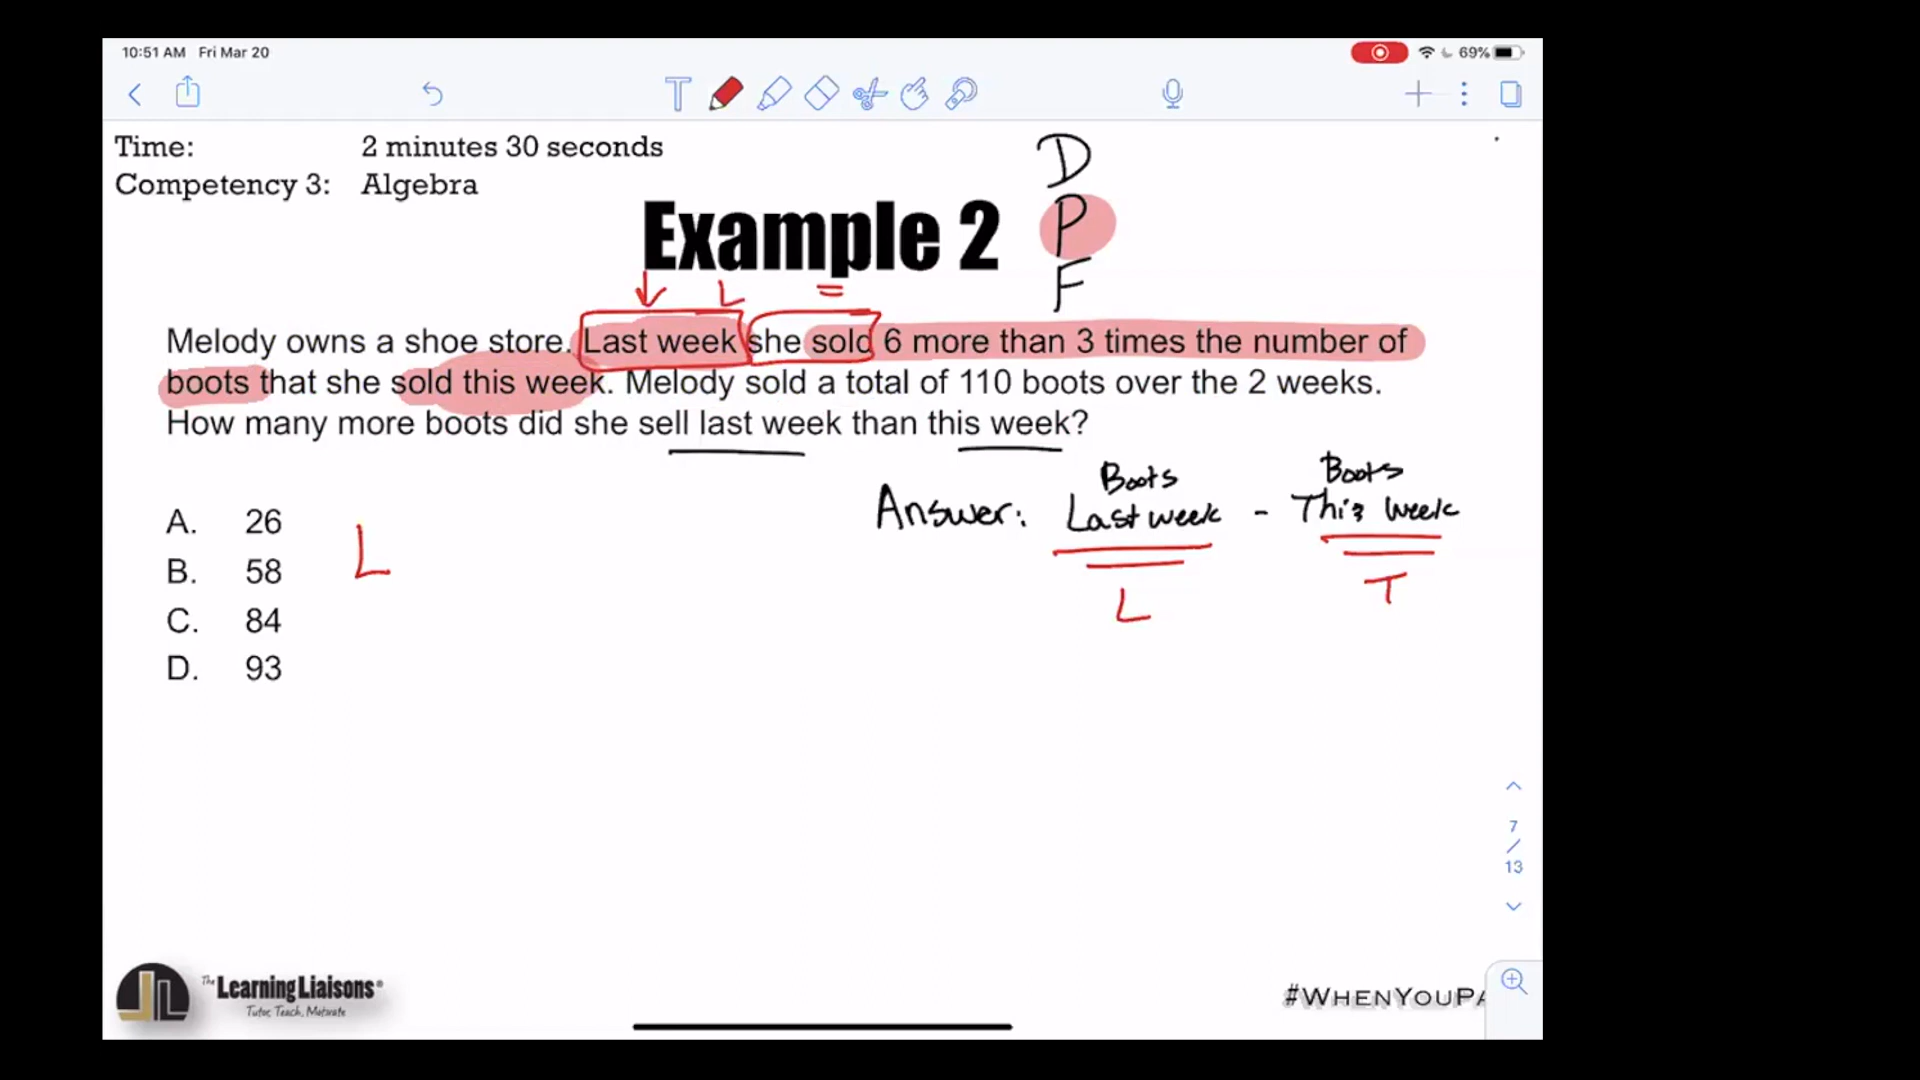 10:51 AM Fri Mar 20
69%
Time: 2 minutes 30 seconds
Competency 3: Algebra
D
P
F
Example 2
L =
Melody owns a shoe store. Last week she sold 6 more than 3 times the number of
boots that she sold this week. Melody sold a total of 110 boots over the 2 weeks.
How many more boots did she sell last week than this week?
Boots Boots
Answer: Last week - This week
L T
A. 26
B. 58
C. 84
D. 93
L
7
/
13
The Learning Liaisons®
Tutor, Teach, Motivate
#WHENYOUPA